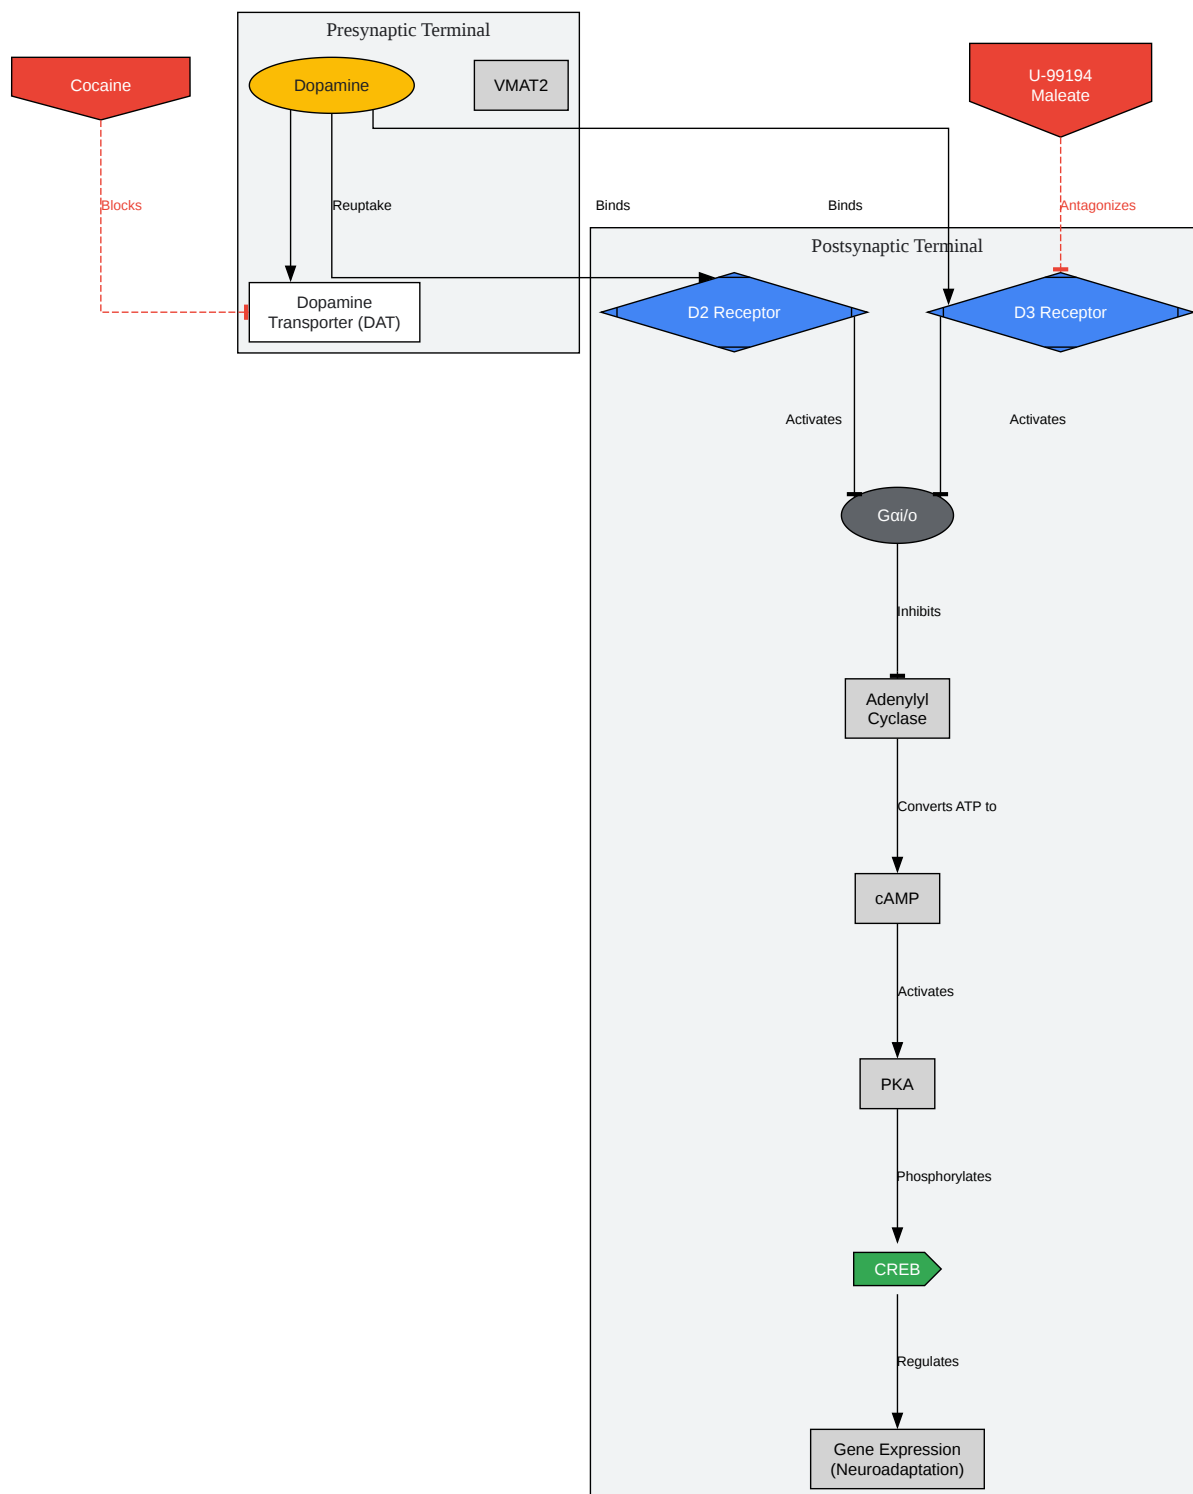 Presynaptic Terminal
Cocaine
Dopamine
VMAT2
U-99194
Maleate
Blocks
Reuptake
Binds
Binds
Antagonizes
Postsynaptic Terminal
Dopamine
Transporter (DAT)
D2 Receptor
D3 Receptor
Activates
Activates
Gαi/o
Inhibits
Adenylyl
Cyclase
Converts ATP to
cAMP
Activates
PKA
Phosphorylates
CREB
Regulates
Gene Expression
(Neuroadaptation)